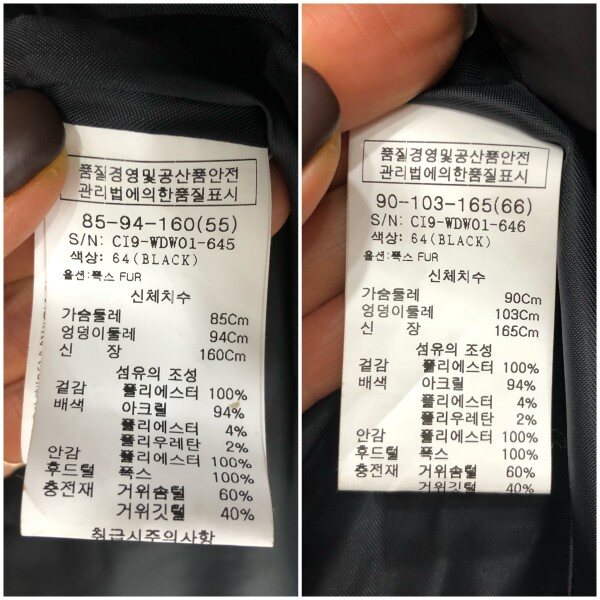 품질경영및공산품안전
관리법에의한품질표시
85-94-160(55)
S/N: CI9-WDW01-645
색상: 64(BLACK)
옵션:폭스 FUR
신체치수
가슴둘레 85Cm
엉덩이둘레 94Cm
신 장 160Cm
섬유의 조성
겉감 폴리에스터 100%
배색 아크릴 94%
폴리에스터 4%
폴리우레탄 2%
안감 폴리에스터 100%
후드털 폭스 100%
충전재 거위솜털 60%
거위깃털 40%
취급시주의사항
품질경영및공산품안전
관리법에의한품질표시
90-103-165(66)
S/N: CI9-WDW01-646
색상: 64(BLACK)
옵션:폭스 FUR
신체치수
가슴둘레 90Cm
엉덩이둘레 103Cm
신 장 165Cm
섬유의 조성
겉감 폴리에스터 100%
배색 아크릴 94%
폴리에스터 4%
폴리우레탄 2%
안감 폴리에스터 100%
후드털 폭스 100%
충전재 거위솜털 60%
거위깃털 40%